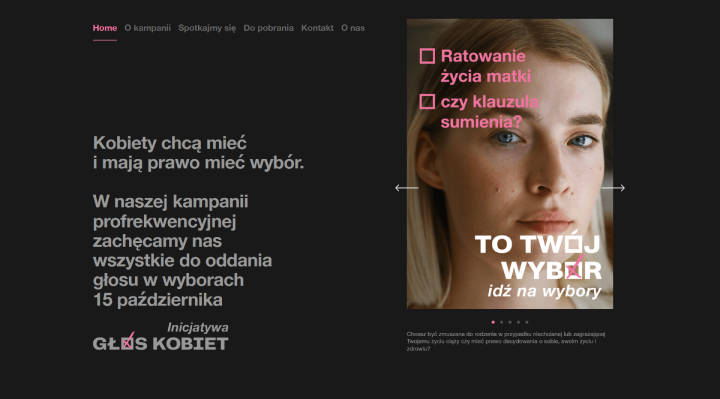 Home O kampanii Spotkajmy się Do pobrania Kontakt O nas
Kobiety chcą mieć
i mają prawo mieć wybór.
W naszej kampanii
profrekwencyjnej
zachęcamy nas
wszystkie do oddania
głosu w wyborach
15 października
Inicjatywa
GŁOS KOBIET
Ratowanie
życia matki
czy klauzula
sumienia?
TO TWÓJ
WYBÓR
idź na wybory
Chcesz być zmuszana do rodzenia w przypadku niechcianej lub zagrażającej
Twojemu życiu ciąży czy mieć prawo decydowania o sobie, swoim życiu i
zdrowiu?